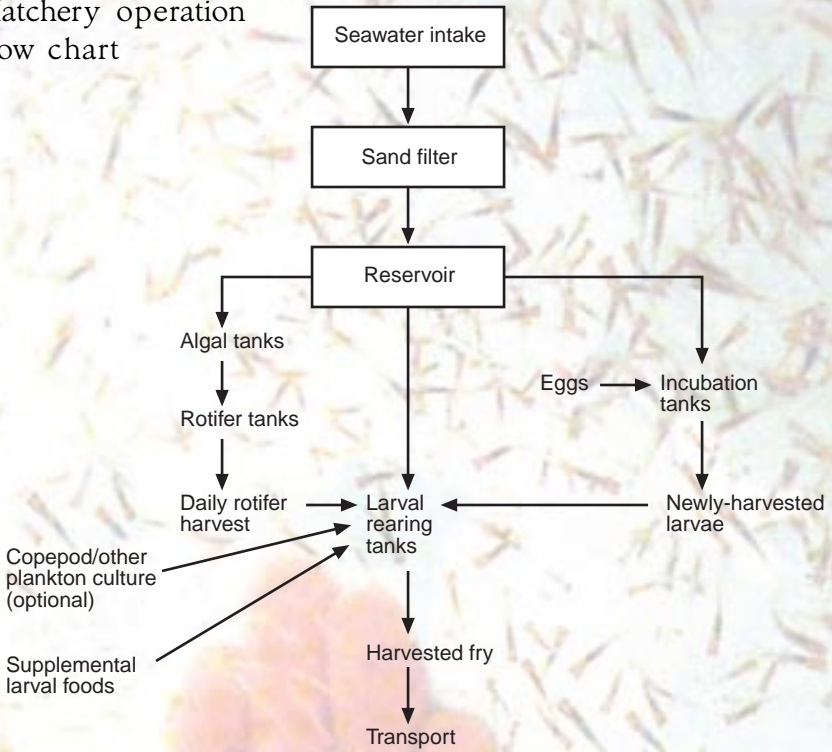 atchery operation
ow chart
Seawater intake
Sand filter
Reservoir
Algal tanks
Eggs
Incubation
tanks
Rotifer tanks
Daily rotifer
harvest
Larval
rearing
tanks
Newly-harvested
larvae
Copepod/other
plankton culture
(optional)
Supplemental
larval foods
Harvested fry
Transport